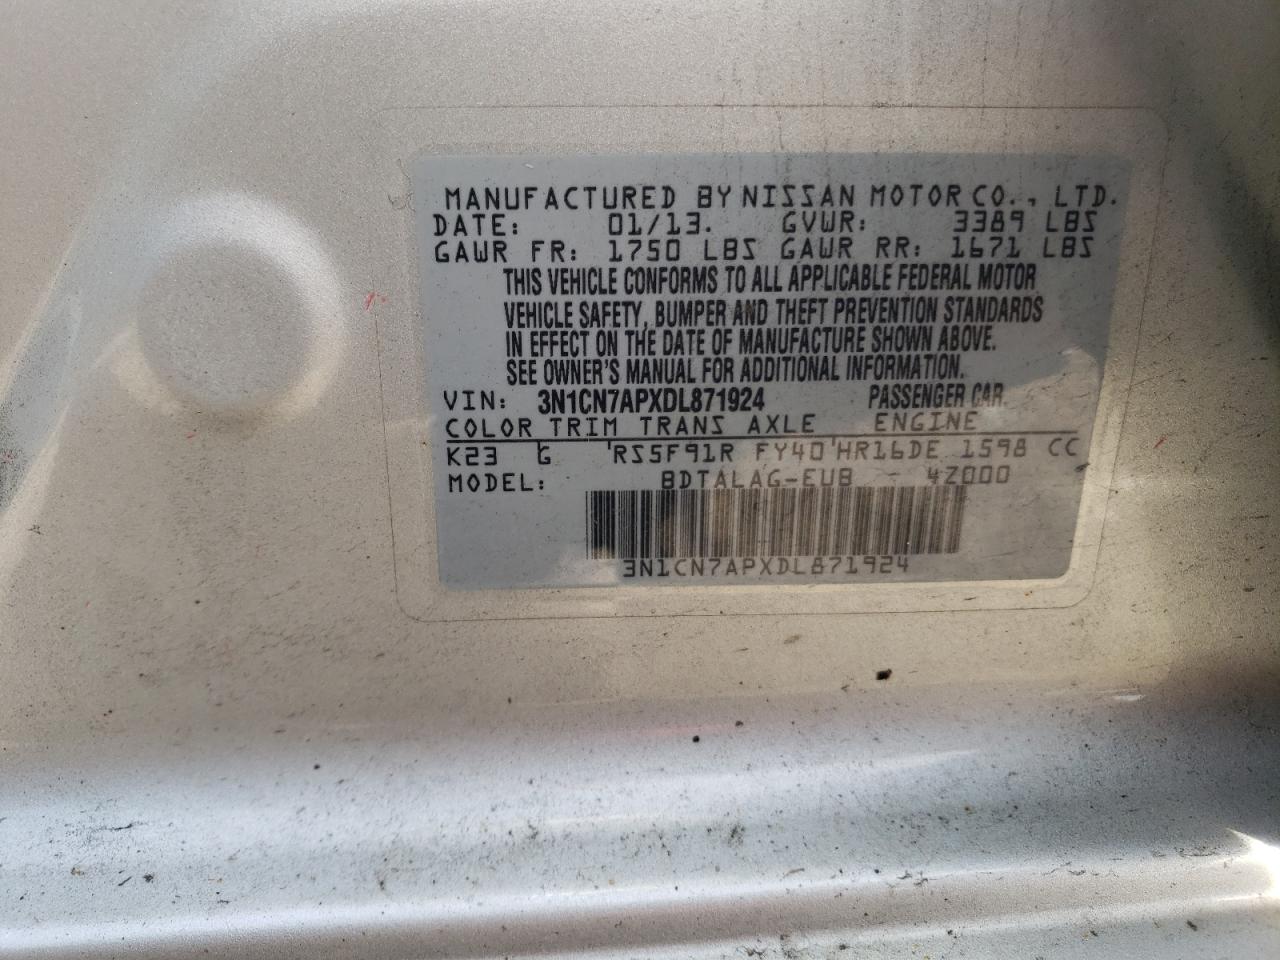 MANUFACTURED BY NISSAN MOTOR CO., LTD.
DATE: 01/13. GVWR: 3389 LBS
GAWR FR: 1750 LBS GAWR RR: 1671 LBS
THIS VEHICLE CONFORMS TO ALL APPLICABLE FEDERAL MOTOR
VEHICLE SAFETY, BUMPER AND THEFT PREVENTION STANDARDS
IN EFFECT ON THE DATE OF MANUFACTURE SHOWN ABOVE.
SEE OWNER'S MANUAL FOR ADDITIONAL INFORMATION.
VIN: 3N1CN7APXDL871924 PASSENGER CAR
COLOR TRIM TRANS AXLE ENGINE
K23 G RS5F91R FY40 HR16DE 1598 CC
MODEL: BDTALAG-EUB - 4Z000
3N1CN7APXDL871924